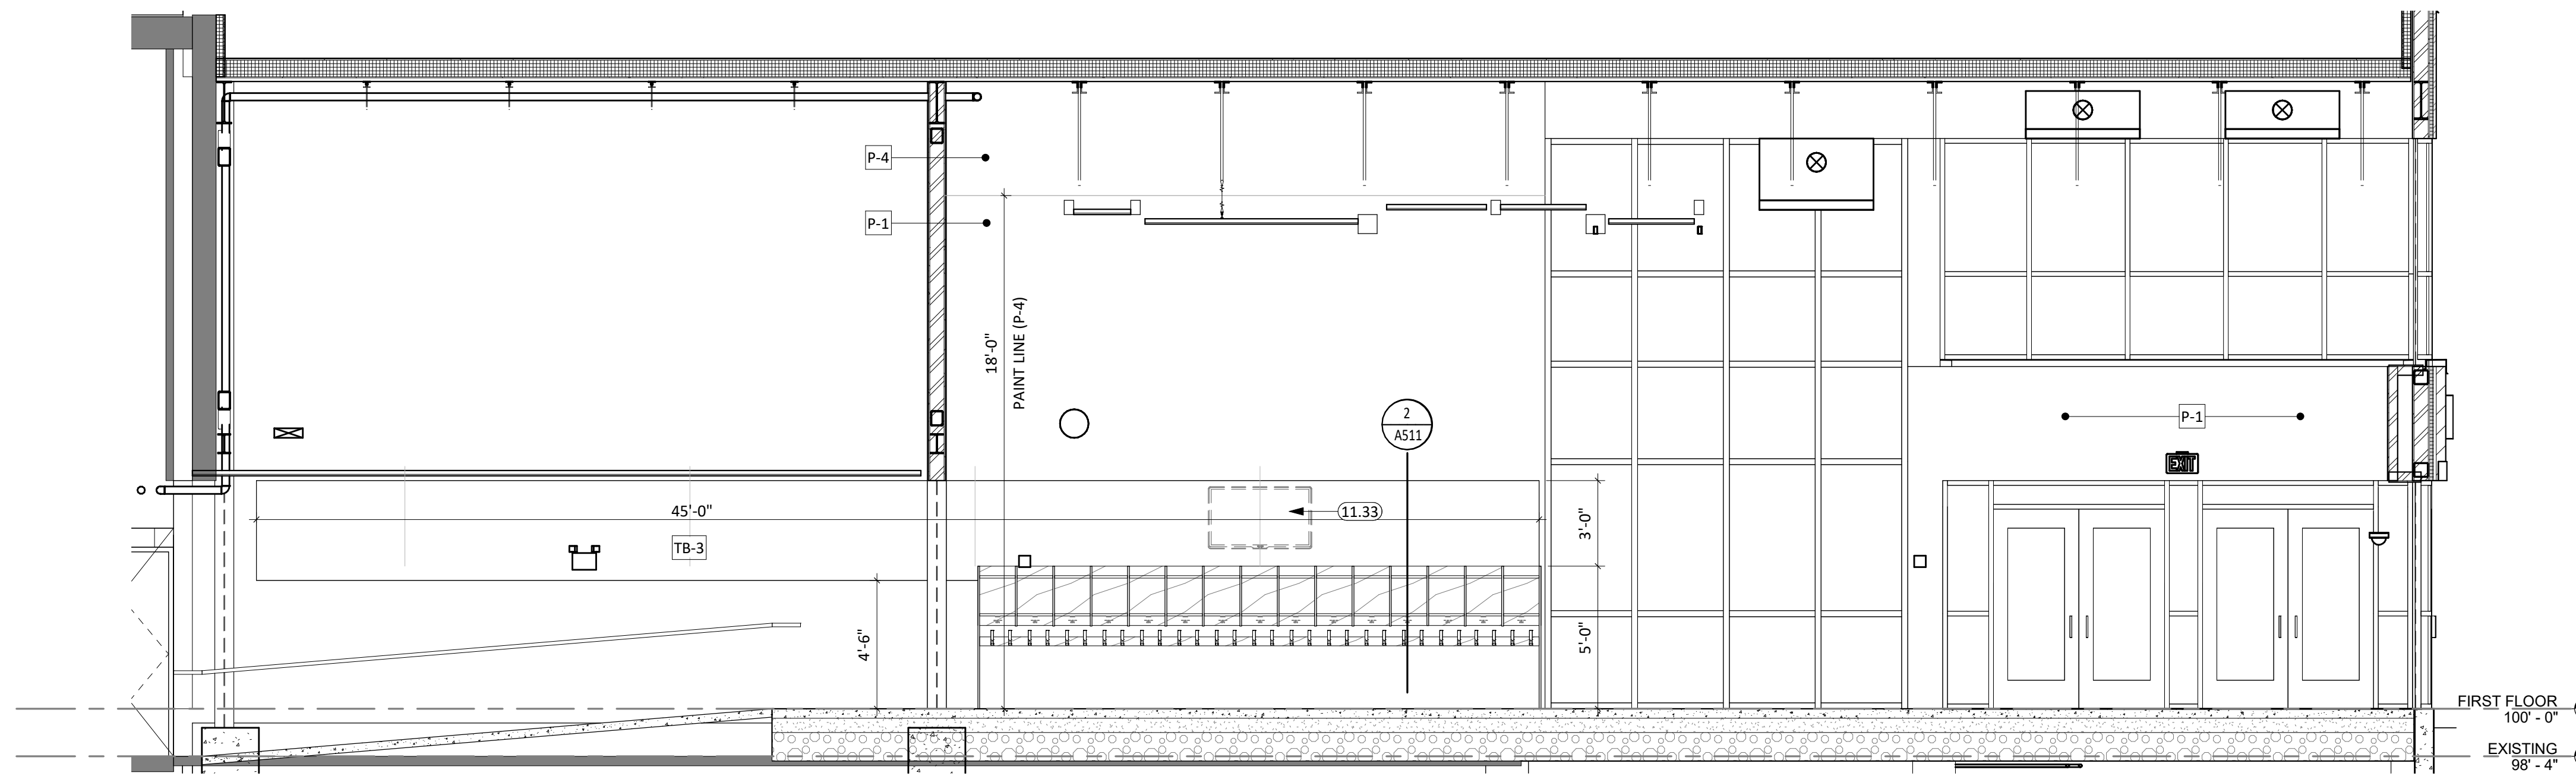 P-4
P-1
18'-0"
PAINT LINE (P-4)
2
A511
P-1
EXIT
45'-0"
11.33
3'-0"
TB-3
4'-6"
5'-0"
FIRST FLOOR
100' - 0"
EXISTING
98' - 4"